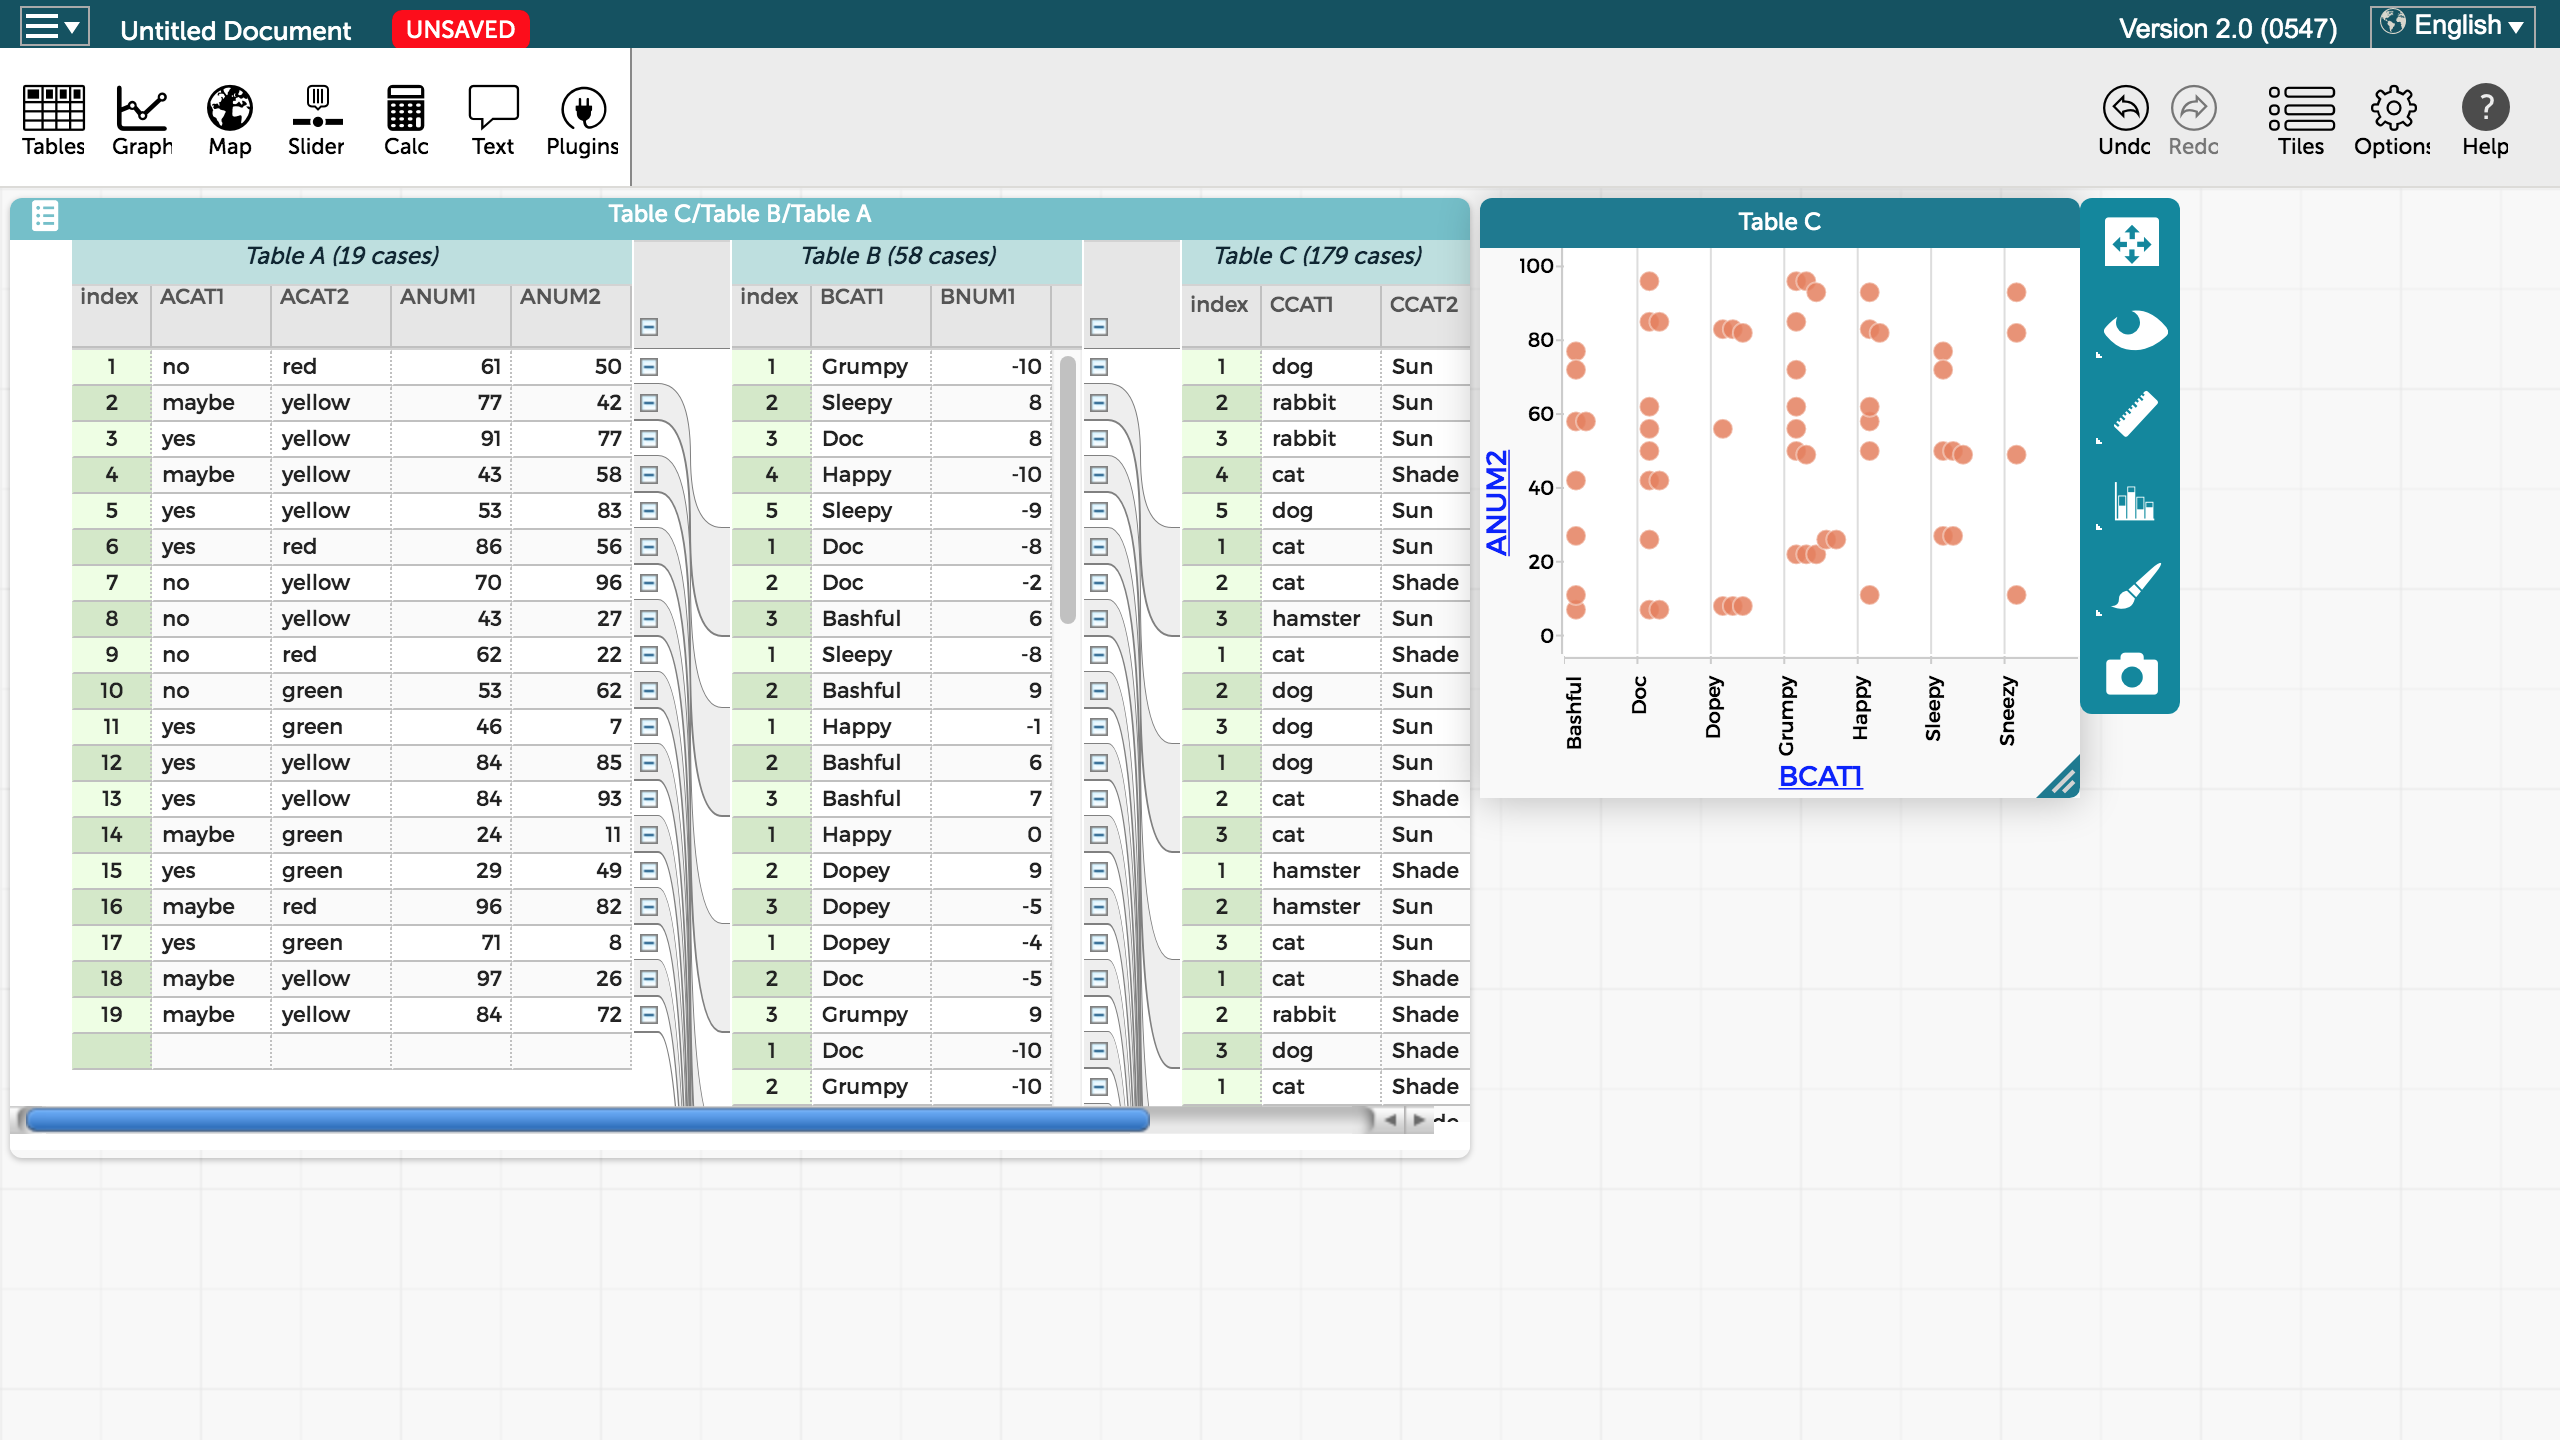 Untitled Document UNSAVED Version 2.0 (0547) English
Tables Graph Map Slider Calc Text Plugins Undo Redo Tiles Options Help
Table C/Table B/Table A
Table A (19 cases) Table B (58 cases) Table C (179 cases)
index ACAT1 ACAT2 ANUM1 ANUM2 index BCAT1 BNUM1 index CCAT1 CCAT2
1 no red 61 50 1 Grumpy -10 1 dog Sun
2 maybe yellow 77 42 2 Sleepy 8 2 rabbit Sun
3 yes yellow 91 77 3 Doc 8 3 rabbit Sun
4 maybe yellow 43 58 4 Happy -10 4 cat Shade
5 yes yellow 53 83 5 Sleepy -9 5 dog Sun
6 yes red 86 56 1 Doc -8 1 cat Sun
7 no yellow 70 96 2 Doc -2 2 cat Shade
8 no yellow 43 27 3 Bashful 6 3 hamster Sun
9 no red 62 22 1 Sleepy -8 1 cat Shade
10 no green 53 62 2 Bashful 9 2 dog Sun
11 yes green 46 7 1 Happy -1 3 dog Sun
12 yes yellow 84 85 2 Bashful 6 1 dog Sun
13 yes yellow 84 93 3 Bashful 7 2 cat Shade
14 maybe green 24 11 1 Happy 0 3 cat Sun
15 yes green 29 49 2 Dopey 9 1 hamster Shade
16 maybe red 96 82 3 Dopey -5 2 hamster Sun
17 yes green 71 8 1 Dopey -4 3 cat Sun
18 maybe yellow 97 26 2 Doc -5 1 cat Shade
19 maybe yellow 84 72 3 Grumpy 9 2 rabbit Shade
1 Doc -10 3 dog Shade
2 Grumpy -10 1 cat Shade
Table C
100
80
60
40
20
0
ANUM2
Bashful Doc Dopey Grumpy Happy Sleepy Sneezy
BCAT1